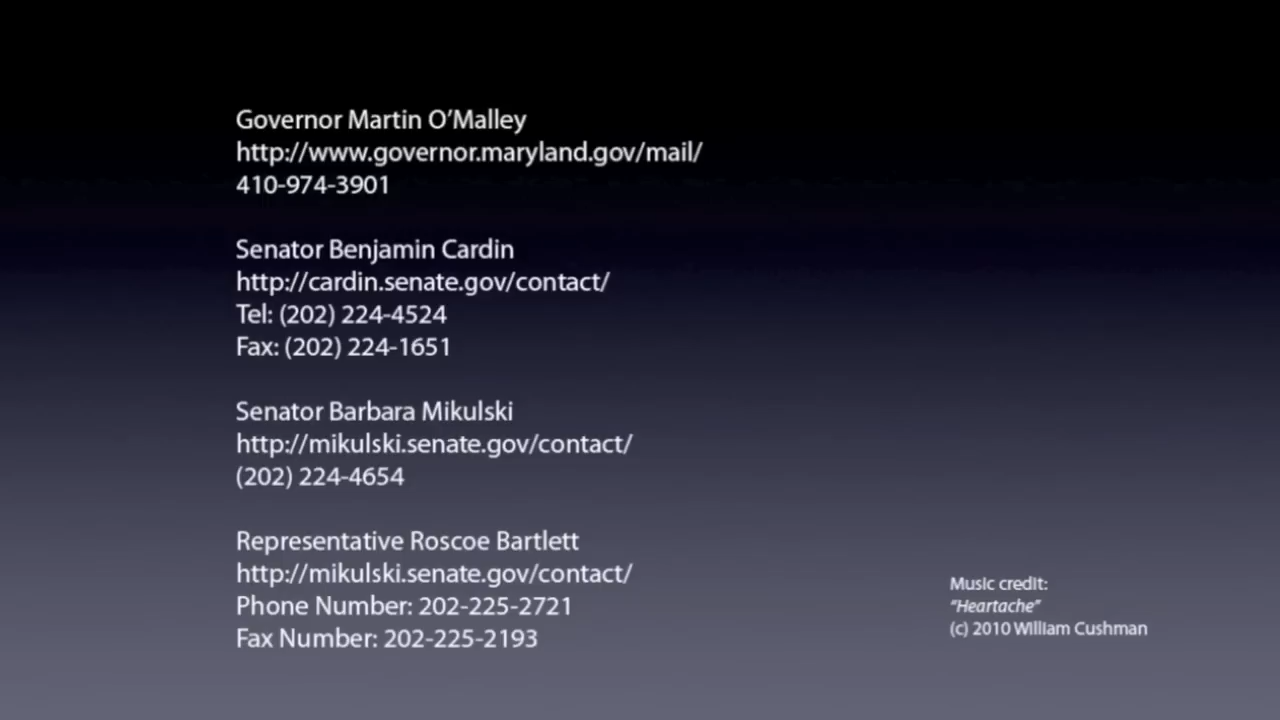 Governor Martin O’Malley
http://www.governor.maryland.gov/mail/
410-974-3901
Senator Benjamin Cardin
http://cardin.senate.gov/contact/
Tel: (202) 224-4524
Fax: (202) 224-1651
Senator Barbara Mikulski
http://mikulski.senate.gov/contact/
(202) 224-4654
Representative Roscoe Bartlett
http://mikulski.senate.gov/contact/
Phone Number: 202-225-2721
Fax Number: 202-225-2193
Music credit:
“Heartache”
(c) 2010 William Cushman